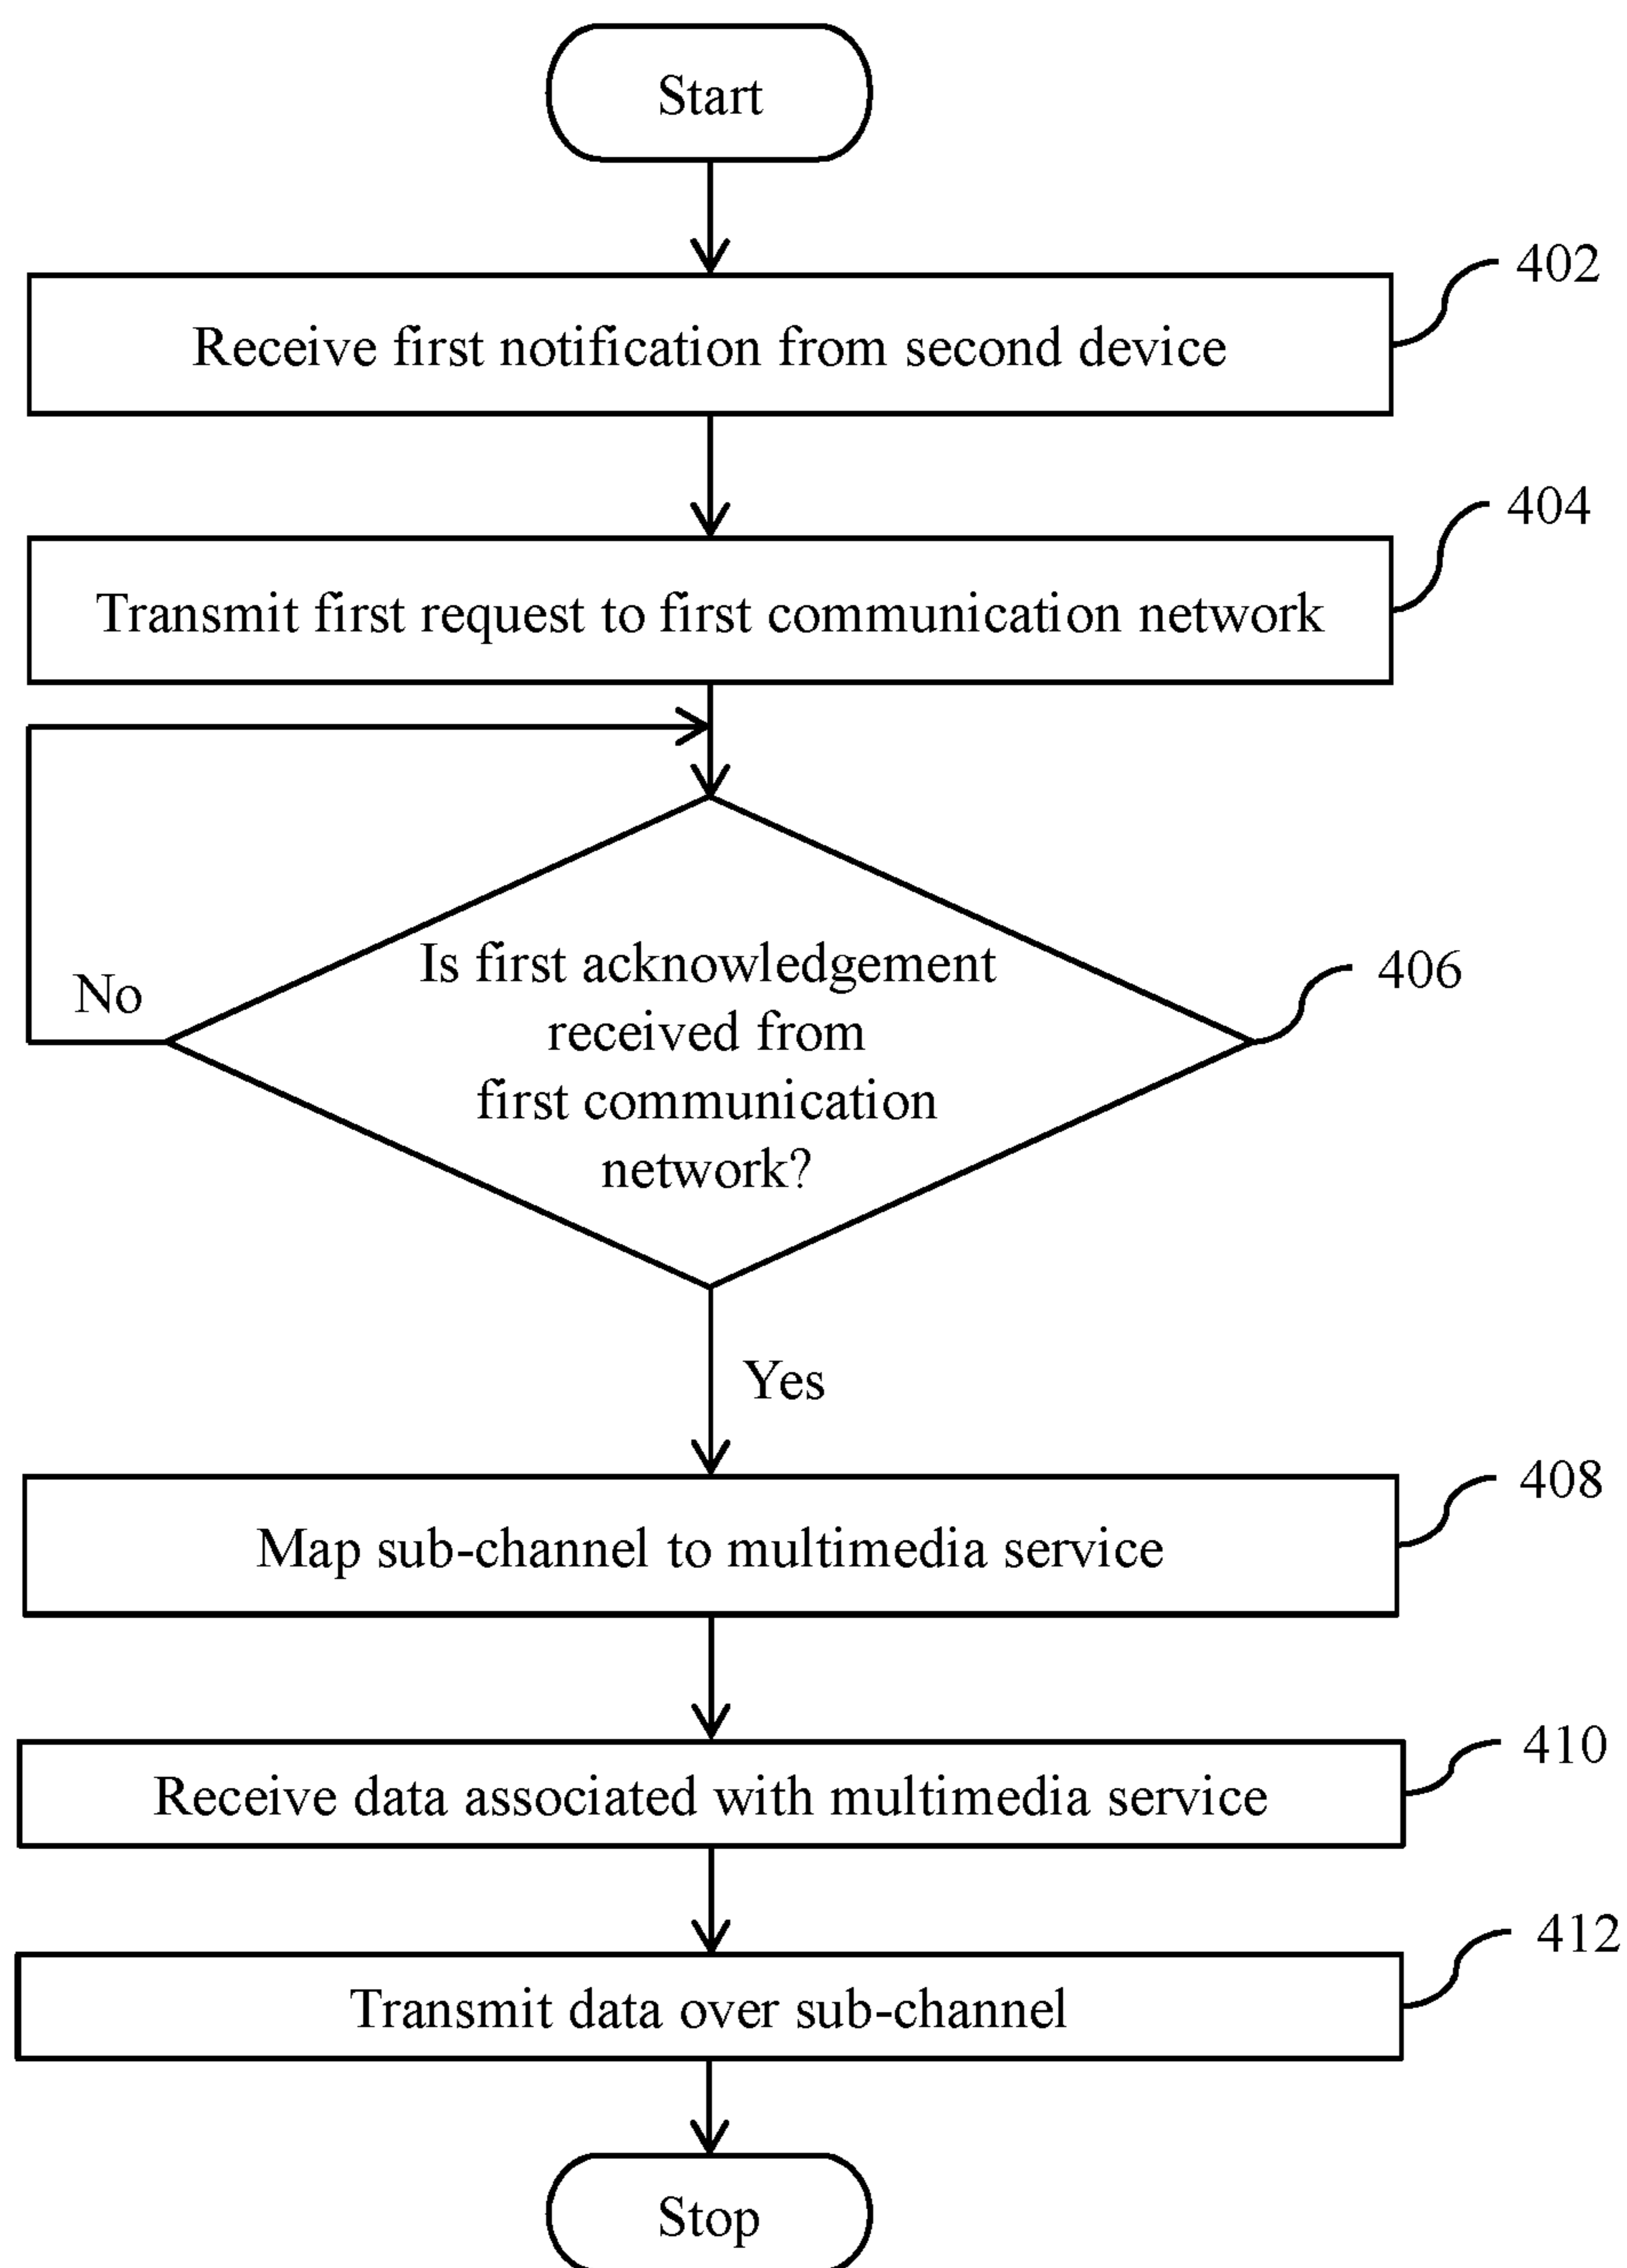 Start
402
Receive first notification from second device
404
Transmit first request to first communication network
406
No
Is first acknowledgement
received from
first communication
network?
Yes
408
Map sub-channel to multimedia service
410
Receive data associated with multimedia service
412
Transmit data over sub-channel
Stop